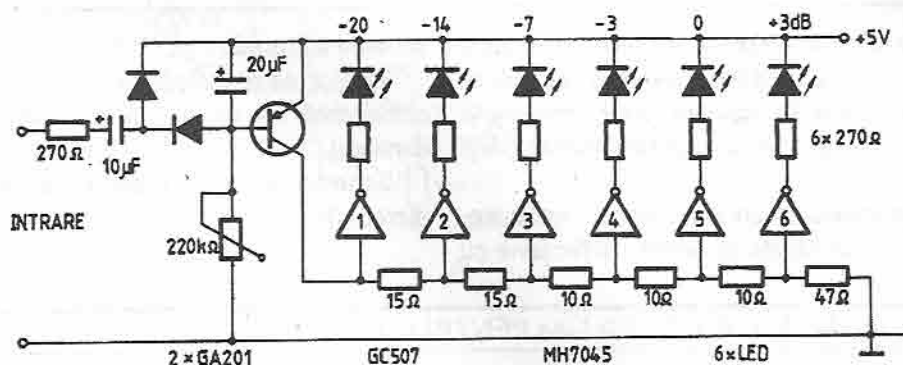 -20 -14 -7 -3 0 +3dB
+5V
20µF
270Ω
10µF
6×270Ω
1 2 3 4 5 6
INTRARE
220kΩ
15Ω 15Ω 10Ω 10Ω 10Ω 47Ω
2×GA201 GC507 MH7045 6×LED